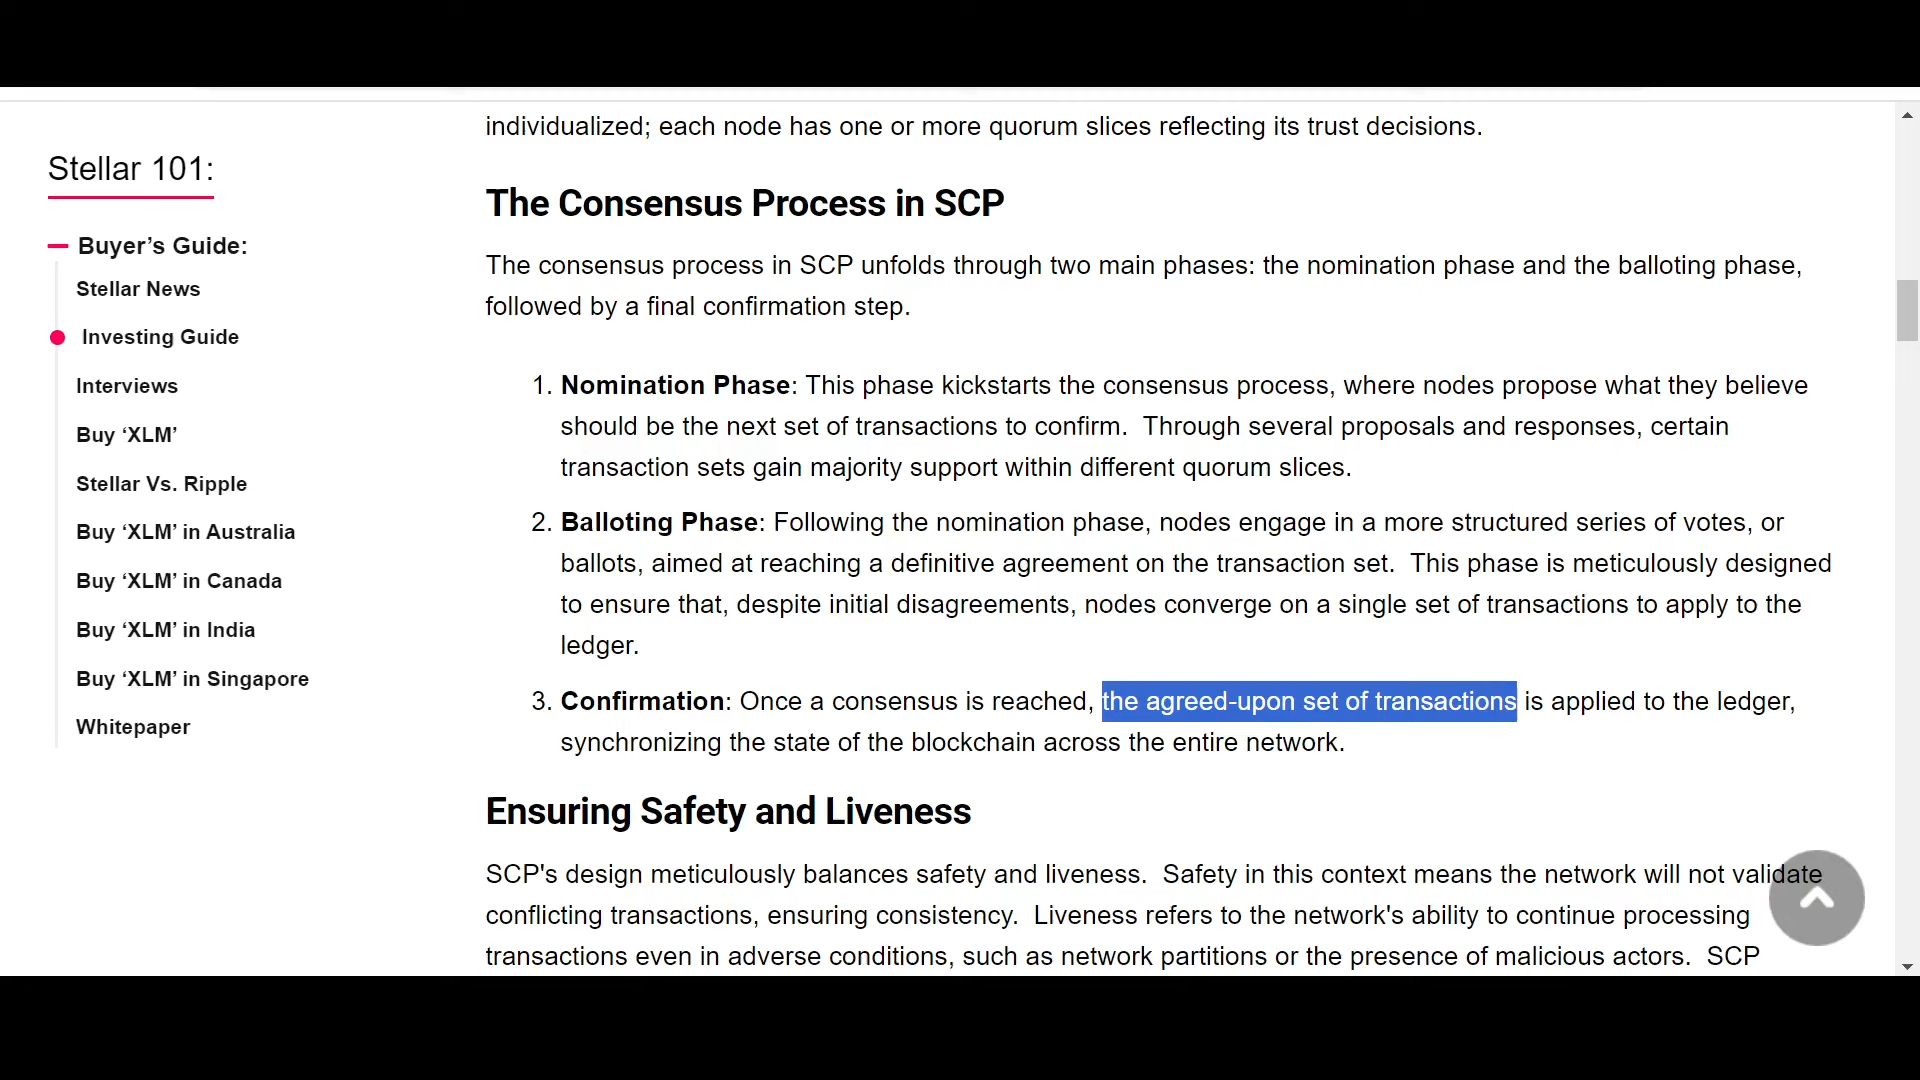 Stellar 101:
Buyer’s Guide:
Stellar News
Investing Guide
Interviews
Buy ‘XLM’
Stellar Vs. Ripple
Buy ‘XLM’ in Australia
Buy ‘XLM’ in Canada
Buy ‘XLM’ in India
Buy ‘XLM’ in Singapore
Whitepaper
individualized; each node has one or more quorum slices reflecting its trust decisions.
The Consensus Process in SCP
The consensus process in SCP unfolds through two main phases: the nomination phase and the balloting phase,
followed by a final confirmation step.
1. Nomination Phase: This phase kickstarts the consensus process, where nodes propose what they believe
should be the next set of transactions to confirm.  Through several proposals and responses, certain
transaction sets gain majority support within different quorum slices.
2. Balloting Phase: Following the nomination phase, nodes engage in a more structured series of votes, or
ballots, aimed at reaching a definitive agreement on the transaction set.  This phase is meticulously designed
to ensure that, despite initial disagreements, nodes converge on a single set of transactions to apply to the
ledger.
3. Confirmation: Once a consensus is reached, the agreed-upon set of transactions is applied to the ledger,
synchronizing the state of the blockchain across the entire network.
Ensuring Safety and Liveness
SCP's design meticulously balances safety and liveness.  Safety in this context means the network will not validate
conflicting transactions, ensuring consistency.  Liveness refers to the network's ability to continue processing
transactions even in adverse conditions, such as network partitions or the presence of malicious actors.  SCP